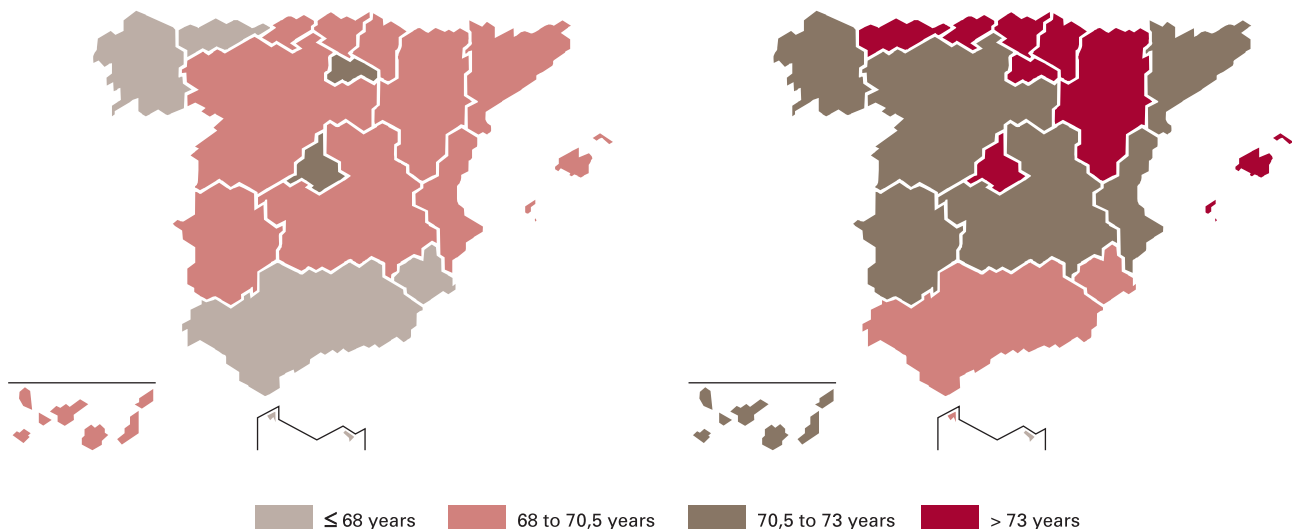 ≤ 68 years 68 to 70,5 years 70,5 to 73 years > 73 years